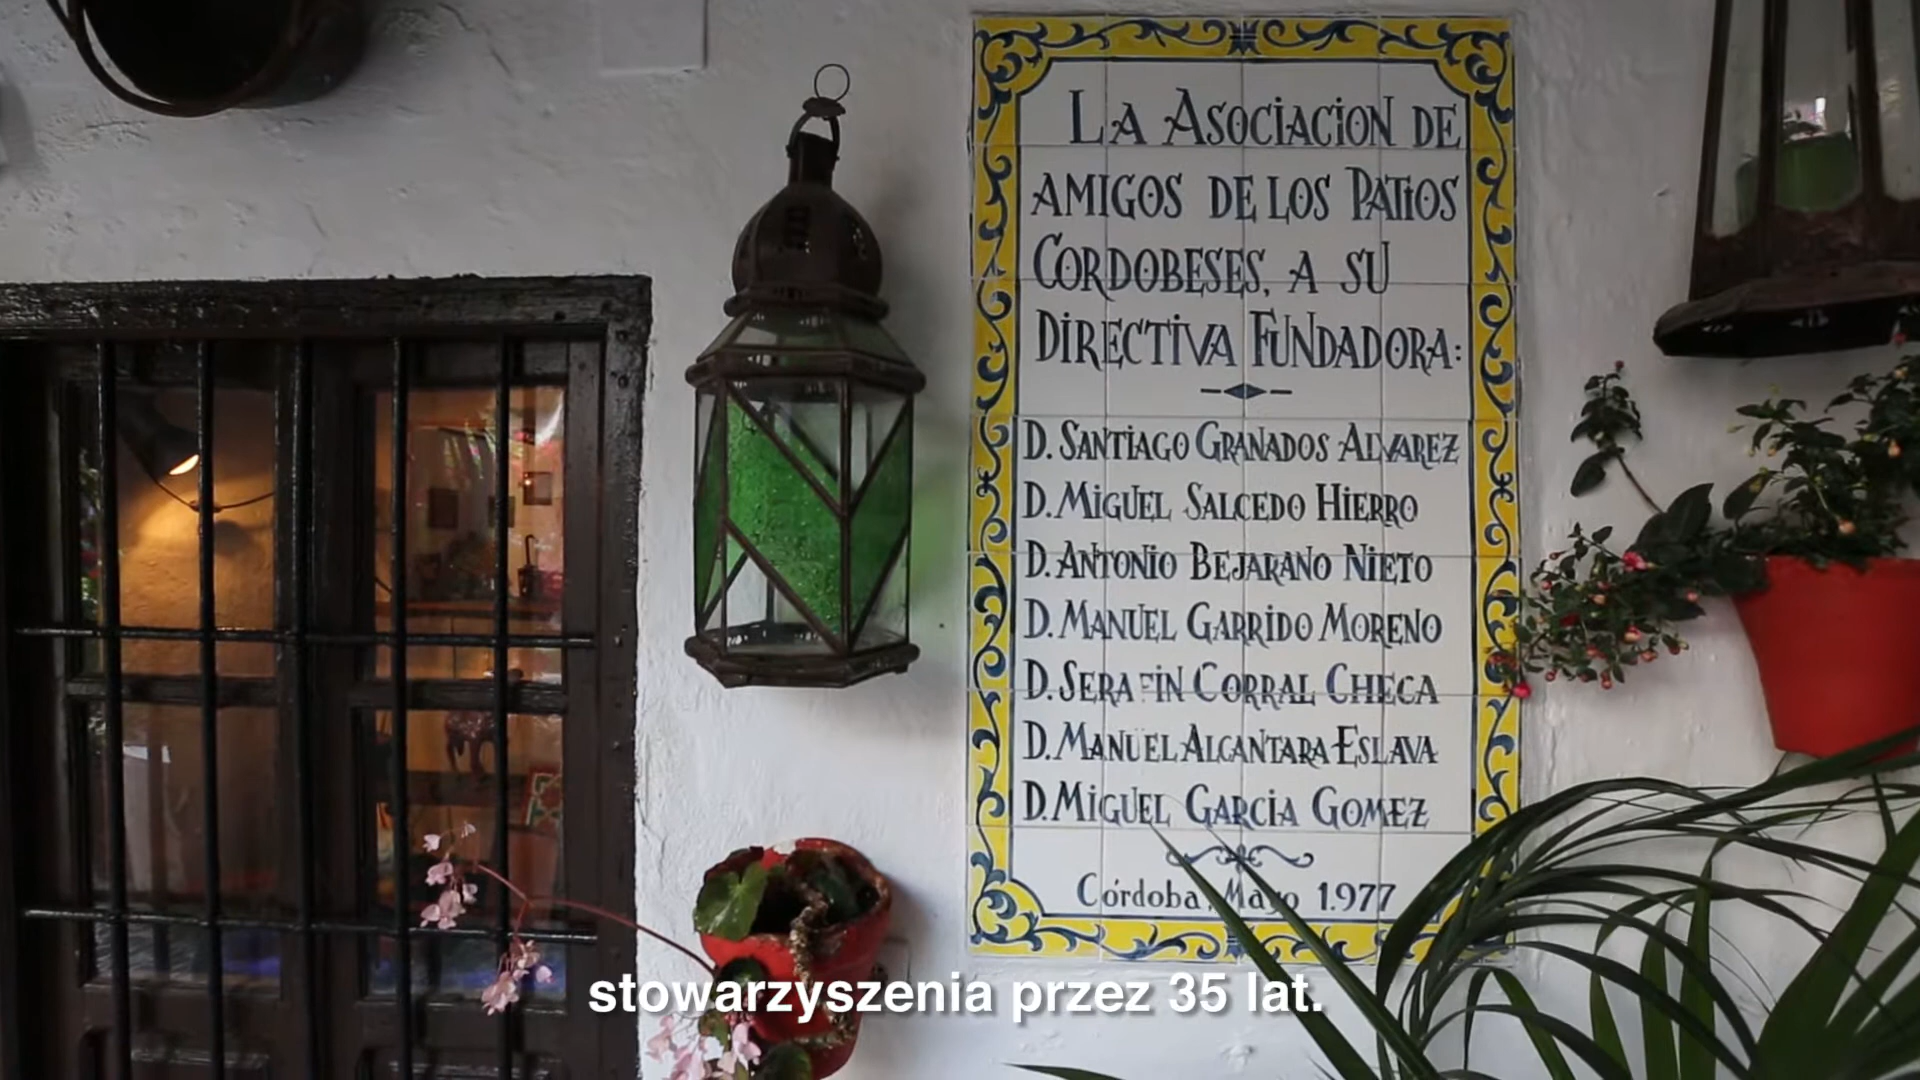 LA ASOCIACION DE
AMIGOS DE LOS PATIOS
CORDOBESES, A SU
DIRECTIVA FUNDADORA:
D. SANTIAGO GRANADOS ALVAREZ
D. MIGUEL SALCEDO HIERRO
D. ANTONIO BEJARANO NIETO
D. MANUEL GARRIDO MORENO
D. SERAFIN CORRAL CHECA
D. MANUEL ALCANTARA ESLAVA
D. MIGUEL GARCIA GOMEZ
Córdoba, Mayo 1.977
stowarzyszenia przez 35 lat.